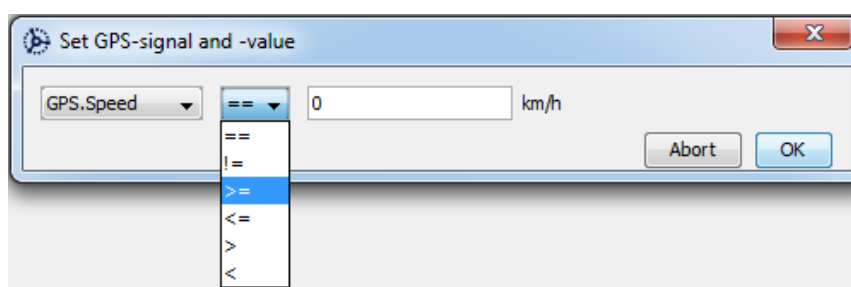 Set GPS-signal and -value
GPS.Speed == 0 km/h
==
!=
>=
<=
>
<
Abort OK